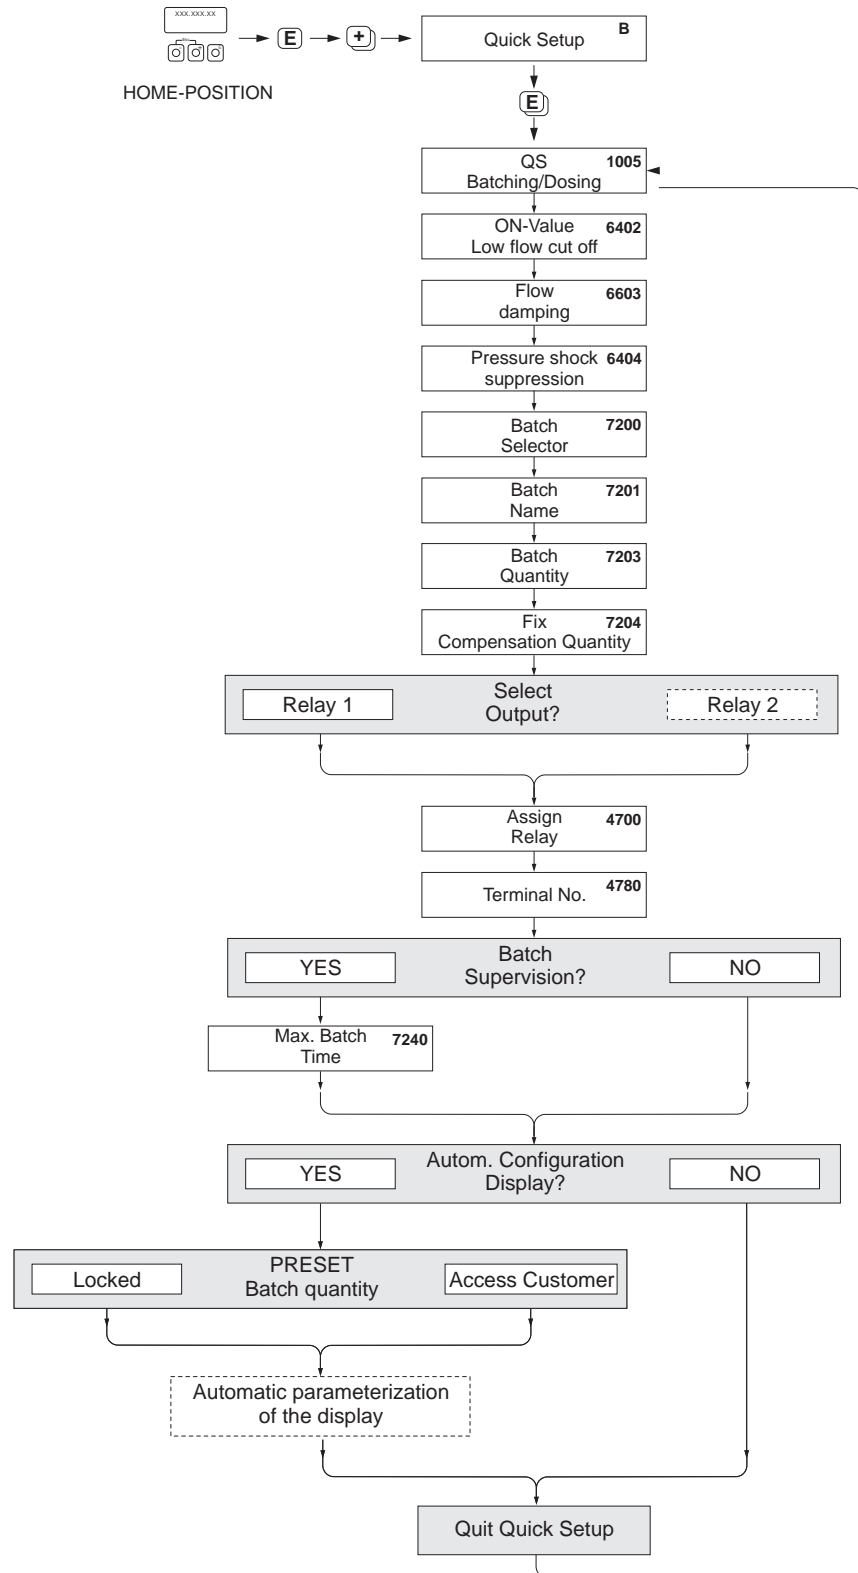 xxx.xxx.xx
Esc
E
+
Quick Setup
B
HOME-POSITION
E
QS
1005
Batching/Dosing
ON-Value
6402
Low flow cut off
Flow
6603
damping
Pressure shock
6404
suppression
Batch
7200
Selector
Batch
7201
Name
Batch
7203
Quantity
Fix
7204
Compensation Quantity
Select
Output?
Relay 1
Relay 2
Assign
4700
Relay
Terminal No.
4780
Batch
Supervision?
YES
NO
Max. Batch
7240
Time
Autom. Configuration
Display?
YES
NO
PRESET
Batch quantity
Locked
Access Customer
Automatic parameterization
of the display
Quit Quick Setup